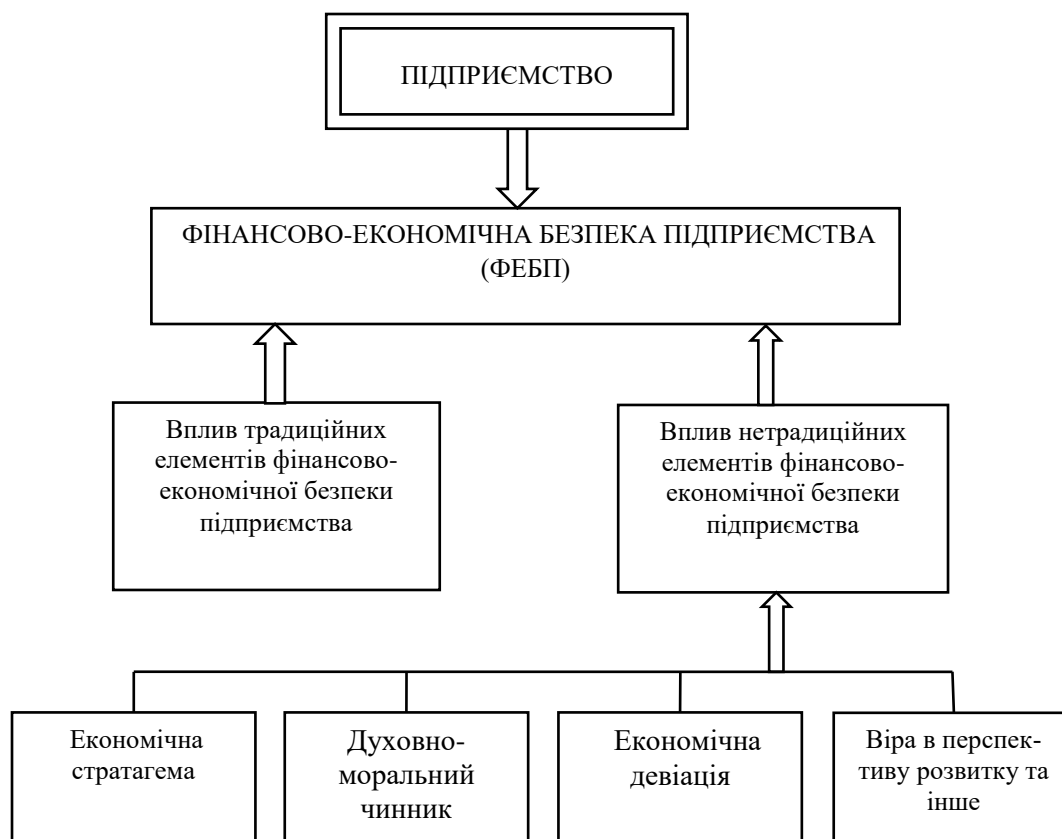 ПІДПРИЄМСТВО
ФІНАНСОВО-ЕКОНОМІЧНА БЕЗПЕКА ПІДПРИЄМСТВА
(ФЕБП)
Вплив традиційних
елементів фінансово-
економічної безпеки
підприємства
Вплив нетрадиційних
елементів фінансово-
економічної безпеки
підприємства
Економічна
стратагема
Духовно-
моральний
чинник
Економічна
девіація
Віра в перспек-
тиву розвитку та
інше